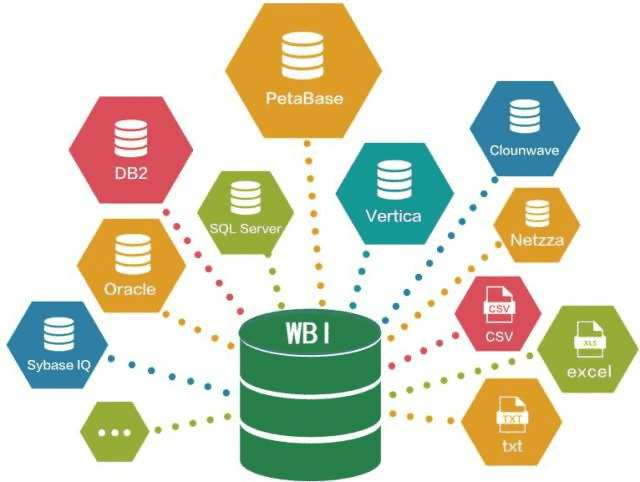 PetaBase
DB2
Clounwave
SQL Server
Vertica
Netzza
Oracle
CSV
CSV
WBI
Sybase IQ
XLS
excel
TXT
txt